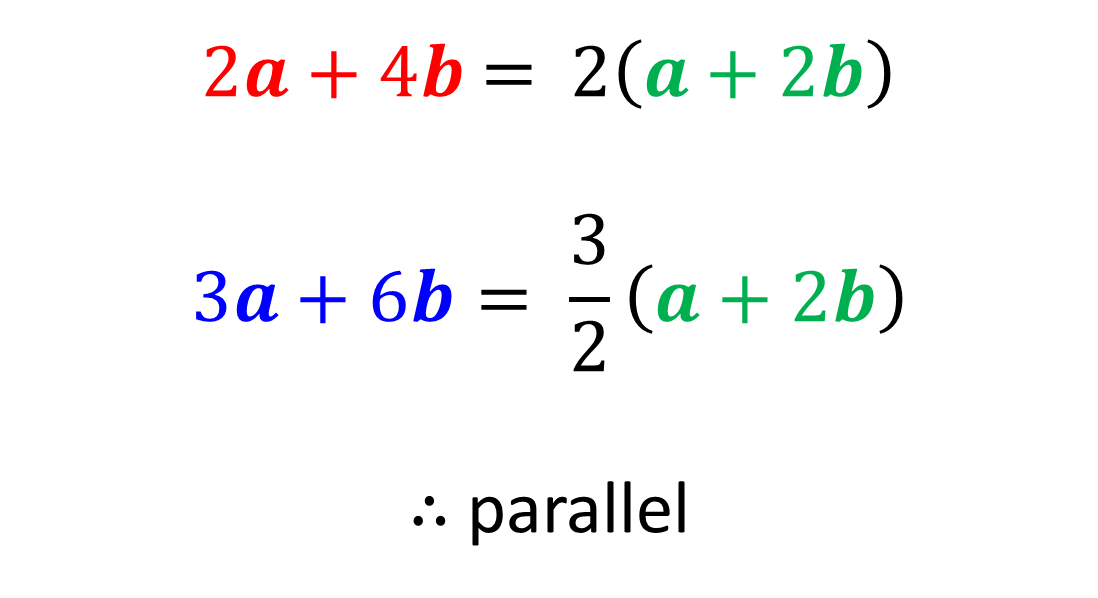 2a + 4b = 2(a + 2b)
3a + 6b = 3/2 (a + 2b)
∴ parallel